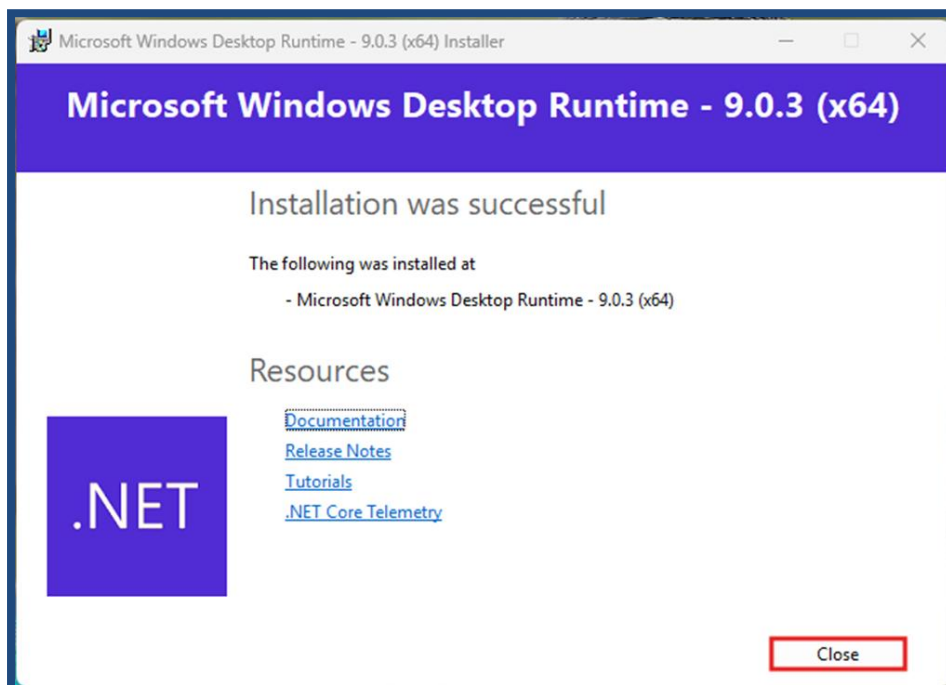 Microsoft Windows Desktop Runtime - 9.0.3 (x64) Installer
Microsoft Windows Desktop Runtime - 9.0.3 (x64)
Installation was successful
The following was installed at
- Microsoft Windows Desktop Runtime - 9.0.3 (x64)
Resources
Documentation
Release Notes
Tutorials
.NET Core Telemetry
.NET
Close